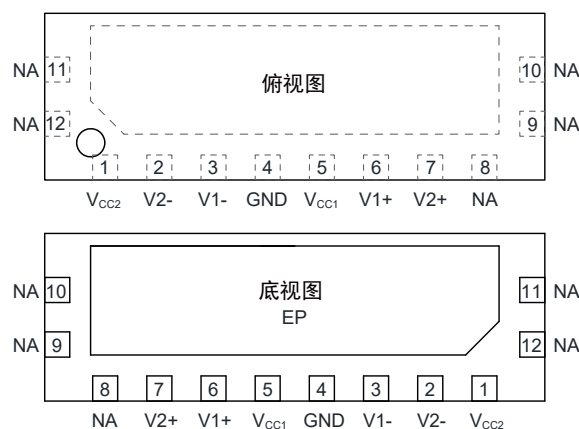 NA 11 俯视图 10 NA
NA 12 9 NA
1 2 3 4 5 6 7 8
VCC2 V2- V1- GND VCC1 V1+ V2+ NA
NA 10 底视图 11 NA
EP
NA 9 12 NA
8 7 6 5 4 3 2 1
NA V2+ V1+ VCC1 GND V1- V2- VCC2